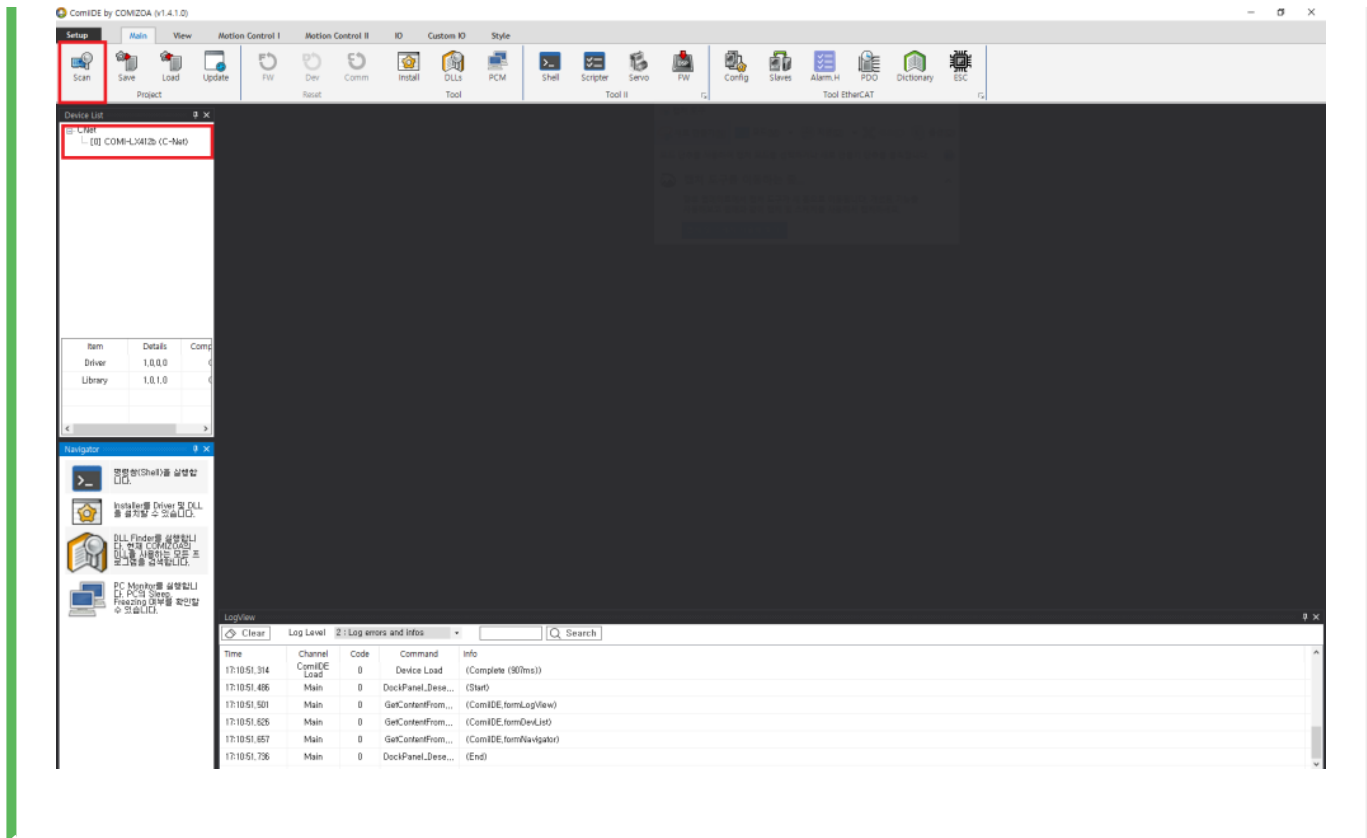 ComiIDE by COMIZOA (v1.4.1.0)
Setup Main View Motion Control I Motion Control II IO Custom IO Style
Scan Save Load Update FW Dev Comm Install DLLs PCM Shell Scripter Servo FW Config Slaves Alarm.H PDO Dictionary ESC
Project Reset Tool Tool II Tool EtherCAT
Device List
CNet
[0] COMI-LX412b (C-Net)
Item Details Comp
Driver 1,0,0,0
Library 1,0,1,0
Navigator
명령창(Shell)을 실행합
니다.
Installer를 Driver 및 DLL
을 설치할 수 있습니다.
DLL Finder를 실행합니
다. 현재 COMIZOA의
DLL을 사용하는 모든 프
로그램을 검색합니다.
PC Monitor를 실행합니
다. PC의 Sleep,
Freezing 여부를 확인할
수 있습니다.
LogView
Clear Log Level 2 : Log errors and infos Search
Time Channel Code Command Info
17:10:51,314 ComiIDE Load 0 Device Load (Complete (907ms))
17:10:51,486 Main 0 DockPanel_Dese... (Start)
17:10:51,501 Main 0 GetContentFrom... (ComiIDE,formLogView)
17:10:51,626 Main 0 GetContentFrom... (ComiIDE,formDevList)
17:10:51,657 Main 0 GetContentFrom... (ComiIDE,formNavigator)
17:10:51,736 Main 0 DockPanel_Dese... (End)